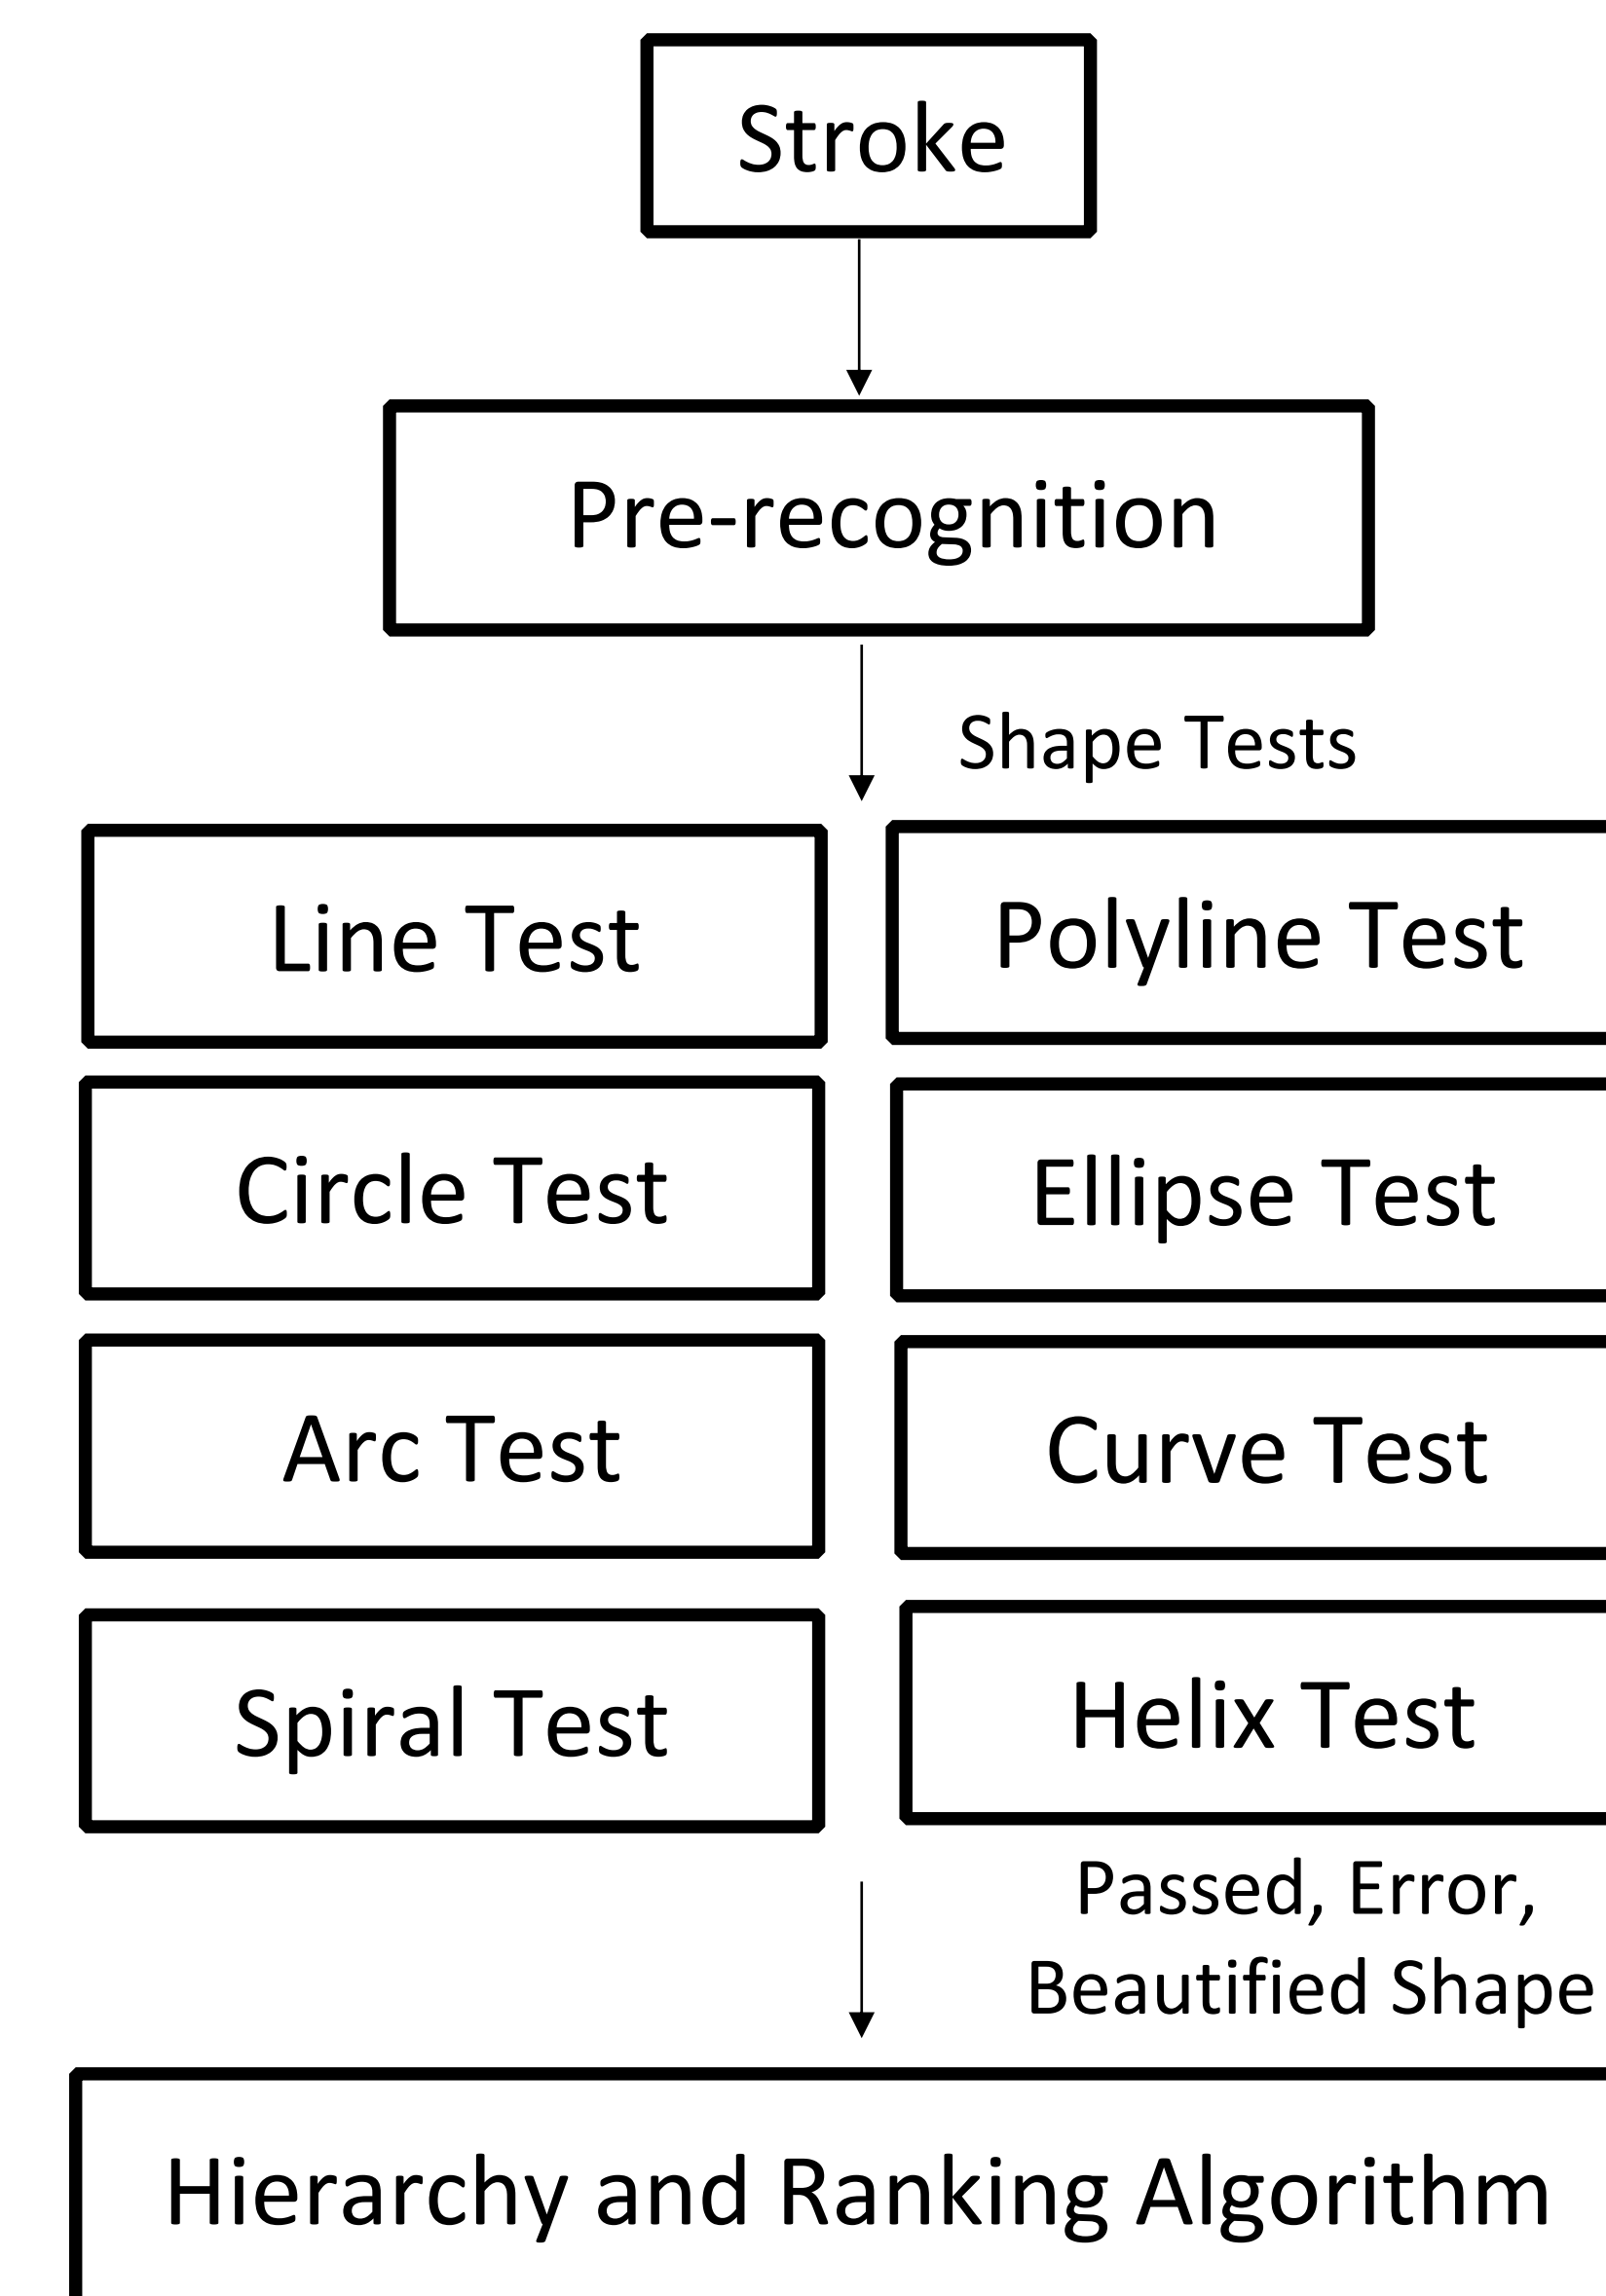 Stroke
Pre-recognition
Shape Tests
Line Test
Polyline Test
Circle Test
Ellipse Test
Arc Test
Curve Test
Spiral Test
Helix Test
Passed, Error,
Beautified Shape
Hierarchy and Ranking Algorithm